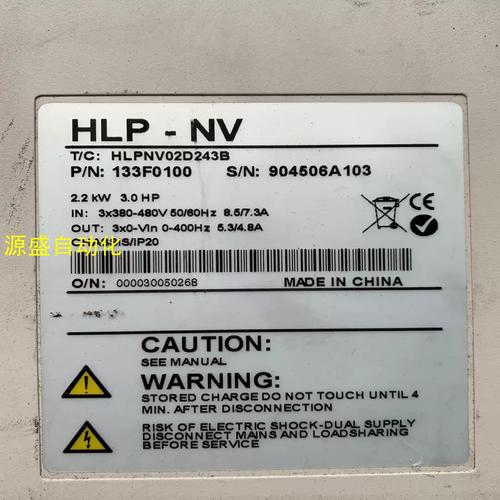 HLP - NV
T/C: HLPNV02D243B
P/N: 133F0100 S/N: 904506A103
2.2 kW 3.0 HP
IN: 3x380-480V 50/60Hz 8.5/7.3A
OUT: 3x0-Vin 0-400Hz 5.3/4.8A
源盛自动化
/IP20
O/N: 000030050268
MADE IN CHINA
CAUTION:
SEE MANUAL
WARNING:
STORED CHARGE DO NOT TOUCH UNTIL 4
MIN. AFTER DISCONNECTION
RISK OF ELECTRIC SHOCK-DUAL SUPPLY
DISCONNECT MAINS AND LOADSHARING
BEFORE SERVICE